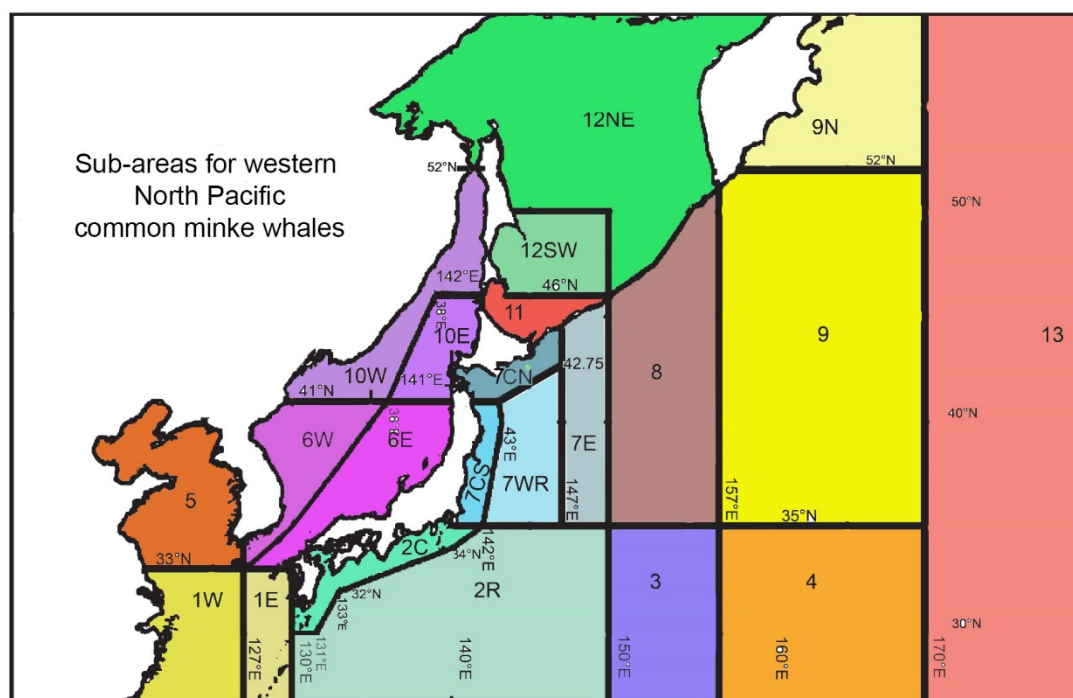 12NE
9N
52°N
52°N
Sub-areas for western
North Pacific
common minke whales
50°N
12SW
142°E
46°N
38°E
11
10E
9
13
42.75
7CN
8
10W
141°E
41°N
40°N
36°E
6W
6E
43°E
7E
7WR
7CS
5
147°E
157°E
35°N
2C
34°N
142°E
33°N
3
4
1W
1E
32°N
2R
133°E
30°N
127°E
130°E
131°E
140°E
150°E
160°E
170°E